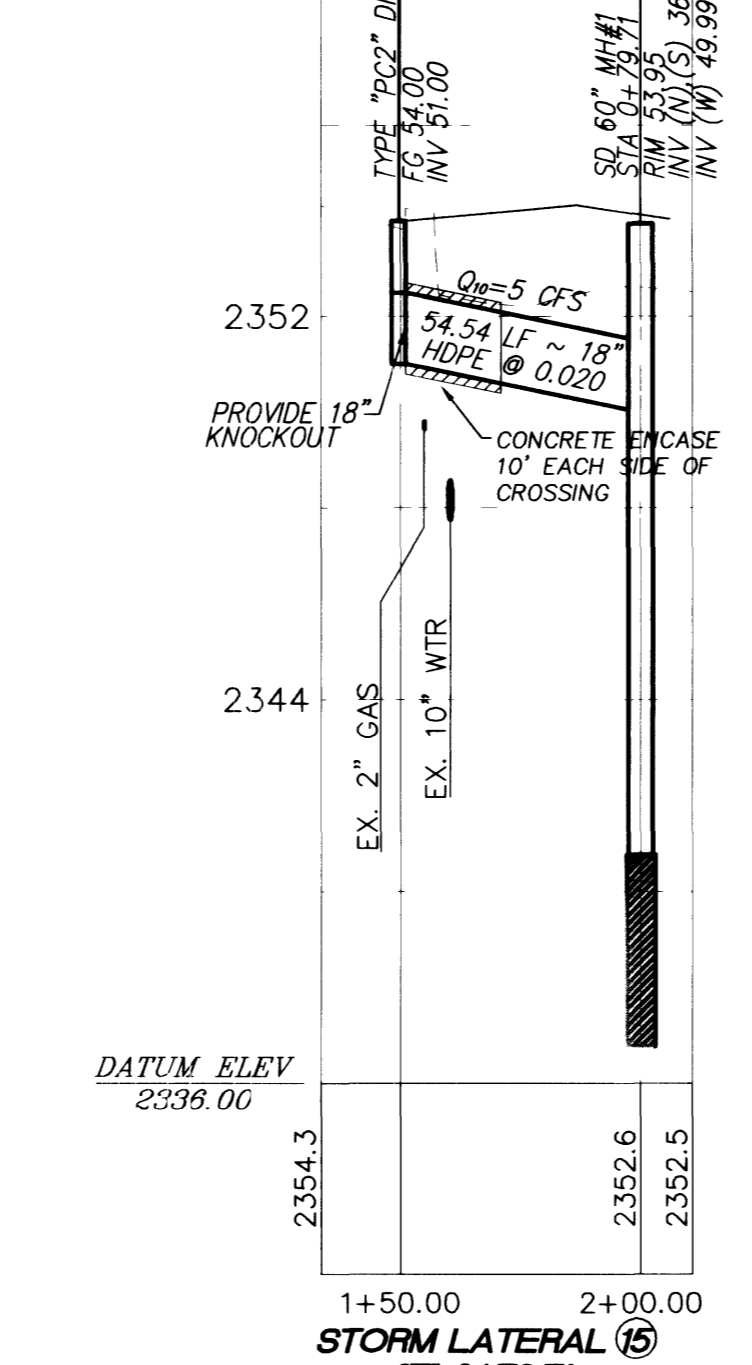 TYPE "PC2"
FG 54.00
INV 51.00
SD 60" MH#1
STA 0+79.71
RIM 53.95
INV (N),(S) 36
INV (W) 49.99
Q10=5 CFS
2352
54.54 LF ~ 18"
HDPE @ 0.020
PROVIDE 18"
KNOCKOUT
CONCRETE ENCASE
10' EACH SIDE OF
CROSSING
2344
EX. 2" GAS
EX. 10" WTR
DATUM ELEV
2336.00
2354.3
2352.6
2352.5
1+50.00
2+00.00
STORM LATERAL 15